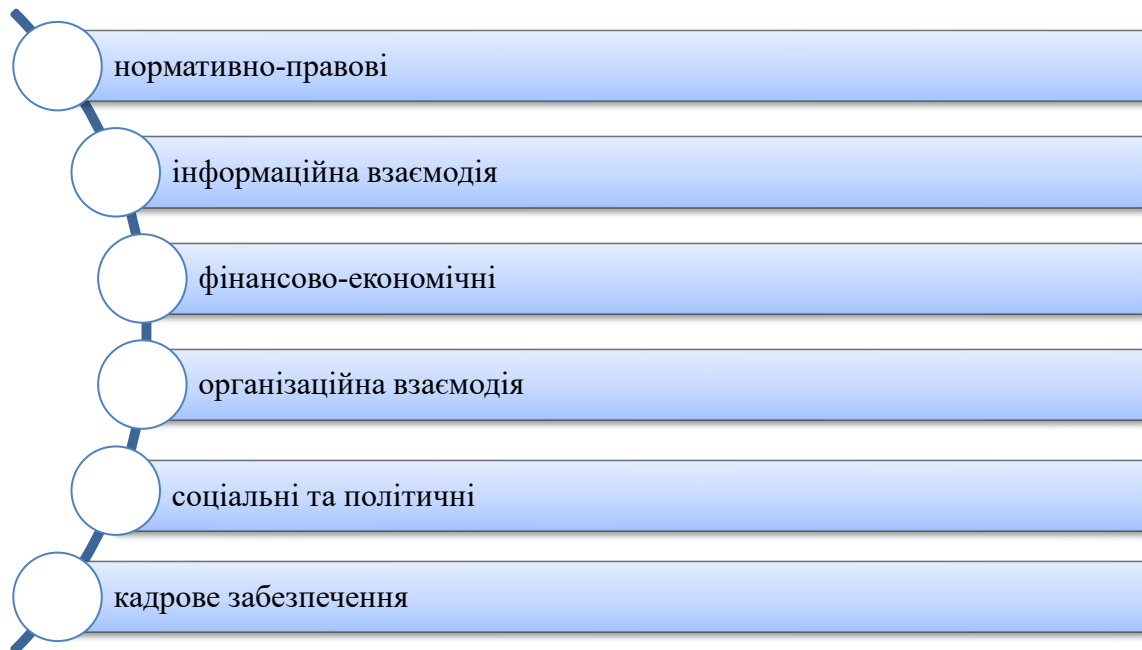 нормативно-правові
інформаційна взаємодія
фінансово-економічні
організаційна взаємодія
соціальні та політичні
кадрове забезпечення